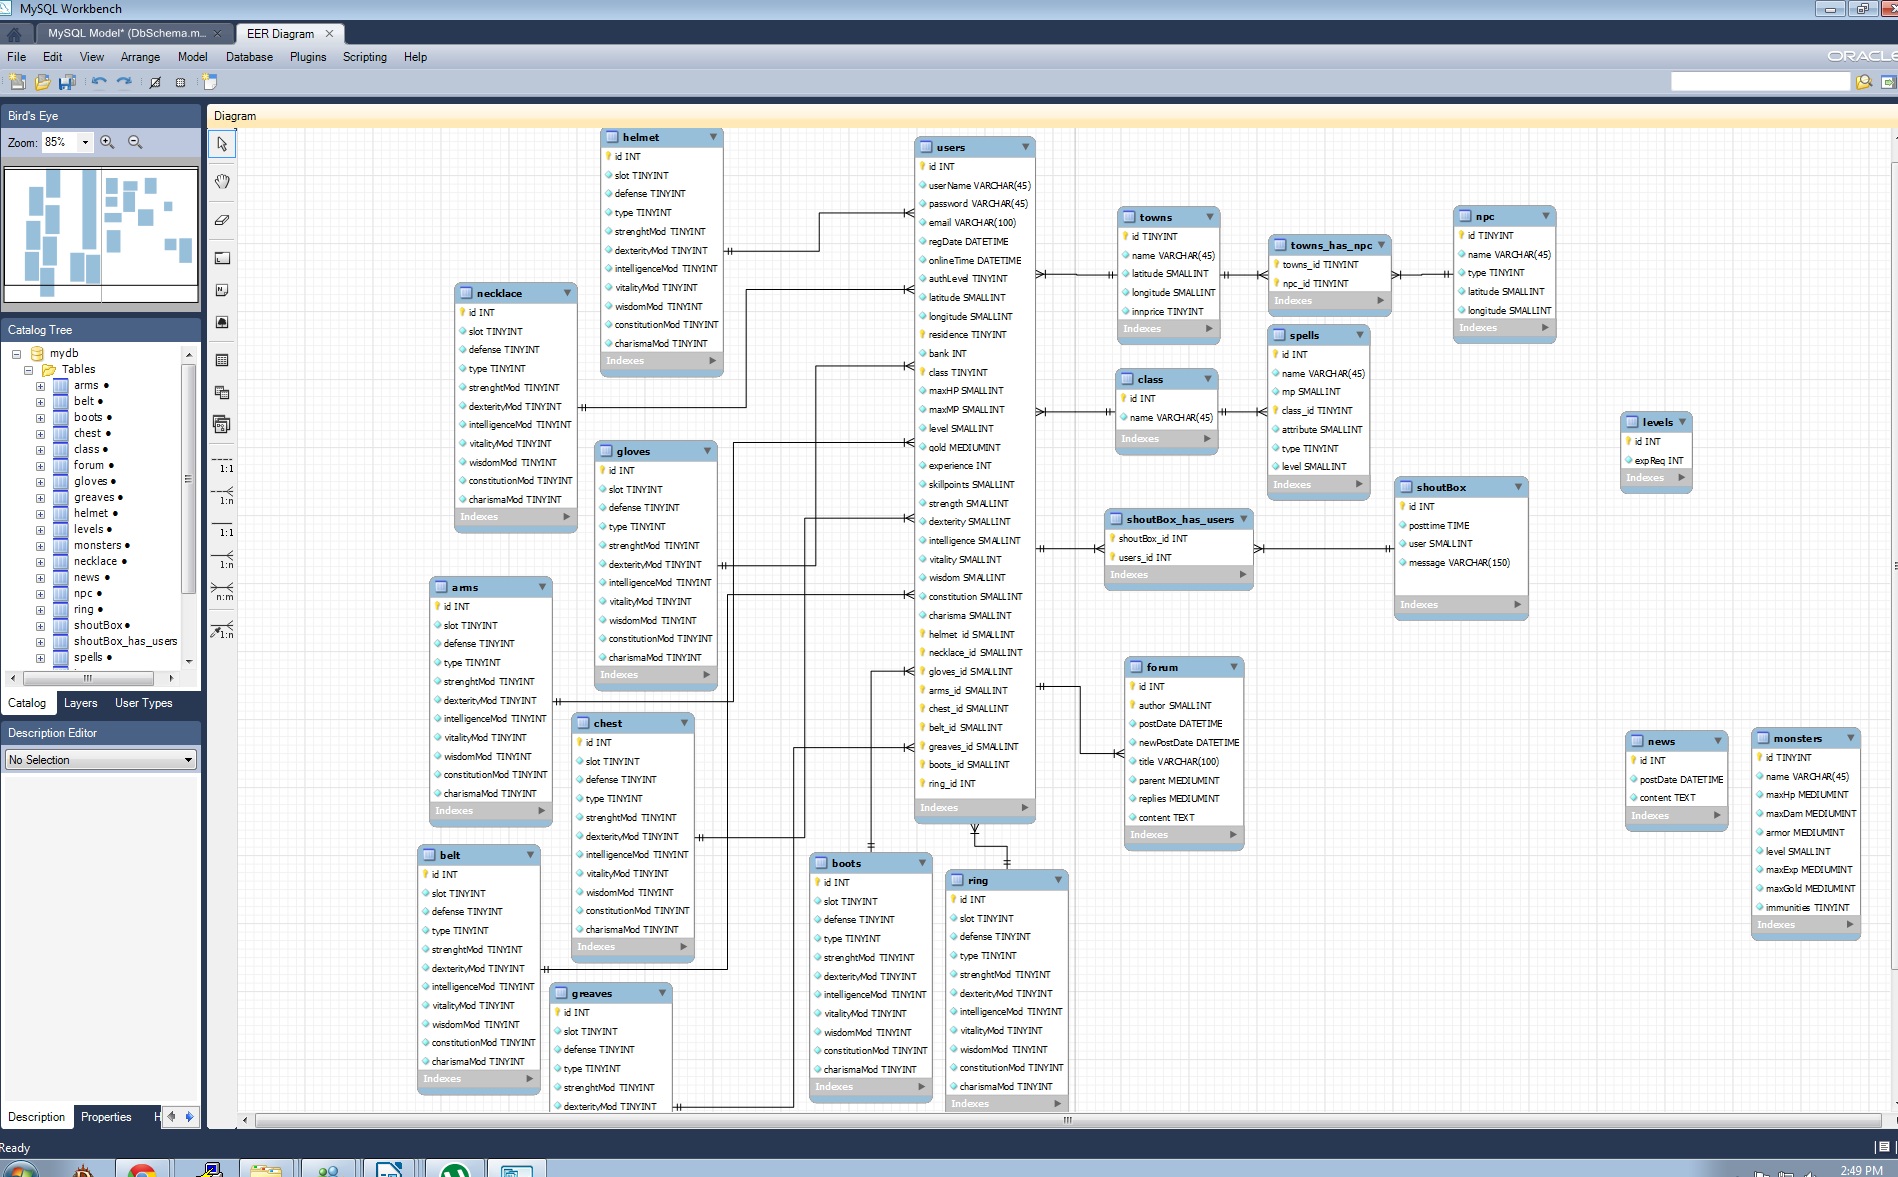 MySQL Workbench
MySQL Model* (DbSchema.m...
EER Diagram
File Edit View Arrange Model Database Plugins Scripting Help
ORACLE
Bird's Eye
Zoom: 85%
Catalog Tree
mydb
Tables
arms
belt
boots
chest
class
forum
gloves
greaves
helmet
levels
monsters
necklace
news
npc
ring
shoutBox
shoutBox_has_users
spells
Catalog Layers User Types
Description Editor
No Selection
Description Properties H
Ready
Diagram
1:1
1:n
1:1
1:n
n:m
1:n
helmet
id INT
slot TINYINT
defense TINYINT
type TINYINT
strenghtMod TINYINT
dexterityMod TINYINT
intelligenceMod TINYINT
vitalityMod TINYINT
wisdomMod TINYINT
constitutionMod TINYINT
charismaMod TINYINT
Indexes
necklace
id INT
slot TINYINT
defense TINYINT
type TINYINT
strenghtMod TINYINT
dexterityMod TINYINT
intelligenceMod TINYINT
vitalityMod TINYINT
wisdomMod TINYINT
constitutionMod TINYINT
charismaMod TINYINT
Indexes
gloves
id INT
slot TINYINT
defense TINYINT
type TINYINT
strenghtMod TINYINT
dexterityMod TINYINT
intelligenceMod TINYINT
vitalityMod TINYINT
wisdomMod TINYINT
constitutionMod TINYINT
charismaMod TINYINT
Indexes
arms
id INT
slot TINYINT
defense TINYINT
type TINYINT
strenghtMod TINYINT
dexterityMod TINYINT
intelligenceMod TINYINT
vitalityMod TINYINT
wisdomMod TINYINT
constitutionMod TINYINT
charismaMod TINYINT
Indexes
chest
id INT
slot TINYINT
defense TINYINT
type TINYINT
strenghtMod TINYINT
dexterityMod TINYINT
intelligenceMod TINYINT
vitalityMod TINYINT
wisdomMod TINYINT
constitutionMod TINYINT
charismaMod TINYINT
Indexes
belt
id INT
slot TINYINT
defense TINYINT
type TINYINT
strenghtMod TINYINT
dexterityMod TINYINT
intelligenceMod TINYINT
vitalityMod TINYINT
wisdomMod TINYINT
constitutionMod TINYINT
charismaMod TINYINT
Indexes
greaves
id INT
slot TINYINT
defense TINYINT
type TINYINT
strenghtMod TINYINT
dexterityMod TINYINT
users
id INT
userName VARCHAR(45)
password VARCHAR(45)
email VARCHAR(100)
regDate DATETIME
onlineTime DATETIME
authLevel TINYINT
latitude SMALLINT
longitude SMALLINT
residence TINYINT
bank INT
class TINYINT
maxHP SMALLINT
maxMP SMALLINT
level SMALLINT
gold MEDIUMINT
experience INT
skillpoints SMALLINT
strength SMALLINT
dexterity SMALLINT
intelligence SMALLINT
vitality SMALLINT
wisdom SMALLINT
constitution SMALLINT
charisma SMALLINT
helmet_id SMALLINT
necklace_id SMALLINT
gloves_id SMALLINT
arms_id SMALLINT
chest_id SMALLINT
belt_id SMALLINT
greaves_id SMALLINT
boots_id SMALLINT
ring_id INT
Indexes
boots
id INT
slot TINYINT
defense TINYINT
type TINYINT
strenghtMod TINYINT
dexterityMod TINYINT
intelligenceMod TINYINT
vitalityMod TINYINT
wisdomMod TINYINT
constitutionMod TINYINT
charismaMod TINYINT
Indexes
ring
id INT
slot TINYINT
defense TINYINT
type TINYINT
strenghtMod TINYINT
dexterityMod TINYINT
intelligenceMod TINYINT
vitalityMod TINYINT
wisdomMod TINYINT
constitutionMod TINYINT
charismaMod TINYINT
Indexes
towns
id TINYINT
name VARCHAR(45)
latitude SMALLINT
longitude SMALLINT
innprice TINYINT
Indexes
towns_has_npc
towns_id TINYINT
npc_id TINYINT
Indexes
npc
id TINYINT
name VARCHAR(45)
type TINYINT
latitude SMALLINT
longitude SMALLINT
Indexes
class
id INT
name VARCHAR(45)
Indexes
spells
id INT
name VARCHAR(45)
mp SMALLINT
class_id TINYINT
attribute SMALLINT
type TINYINT
level SMALLINT
Indexes
levels
id INT
expReq INT
Indexes
shoutBox_has_users
shoutBox_id INT
users_id INT
Indexes
shoutBox
id INT
posttime TIME
user SMALLINT
message VARCHAR(150)
Indexes
forum
id INT
author SMALLINT
postDate DATETIME
newPostDate DATETIME
title VARCHAR(100)
parent MEDIUMINT
replies MEDIUMINT
content TEXT
Indexes
news
id INT
postDate DATETIME
content TEXT
Indexes
monsters
id TINYINT
name VARCHAR(45)
maxHp MEDIUMINT
maxDam MEDIUMINT
armor MEDIUMINT
level SMALLINT
maxExp MEDIUMINT
maxGold MEDIUMINT
immunities TINYINT
Indexes
2:49 PM